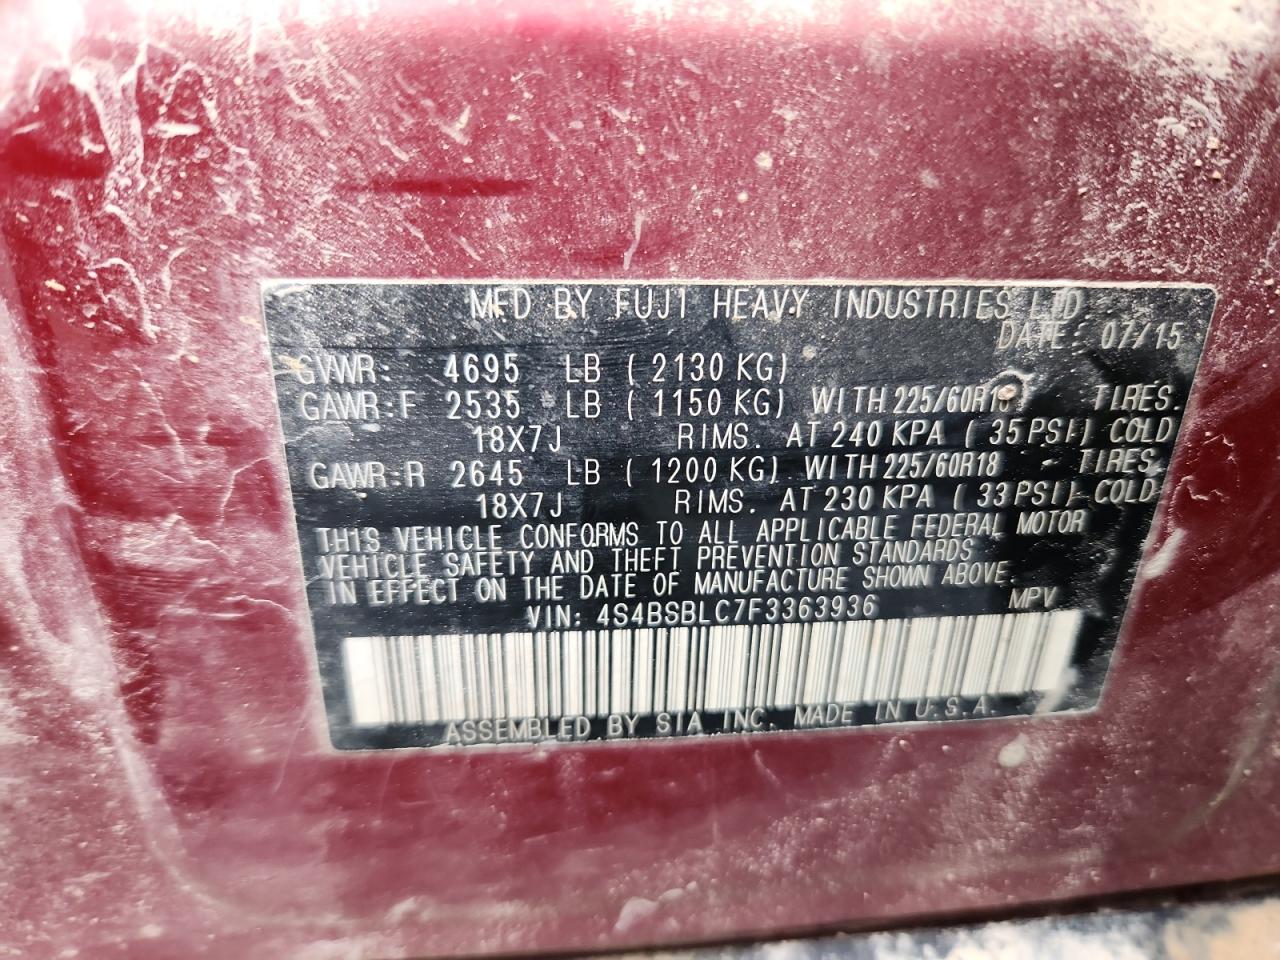 MFD BY FUJI HEAVY INDUSTRIES LTD
DATE: 07/15
GVWR: 4695 LB ( 2130 KG)
GAWR:F 2535 LB ( 1150 KG) WITH 225/60R18 TIRES.
18X7J RIMS. AT 240 KPA ( 35 PSI) COLD
GAWR:R 2645 LB ( 1200 KG) WITH 225/60R18 TIRES
18X7J RIMS. AT 230 KPA ( 33 PSI) COLD
THIS VEHICLE CONFORMS TO ALL APPLICABLE FEDERAL MOTOR
VEHICLE SAFETY AND THEFT PREVENTION STANDARDS
IN EFFECT ON THE DATE OF MANUFACTURE SHOWN ABOVE.
VIN: 4S4BSBLC7F3363936 MPV
ASSEMBLED BY SIA INC. MADE IN U.S.A.